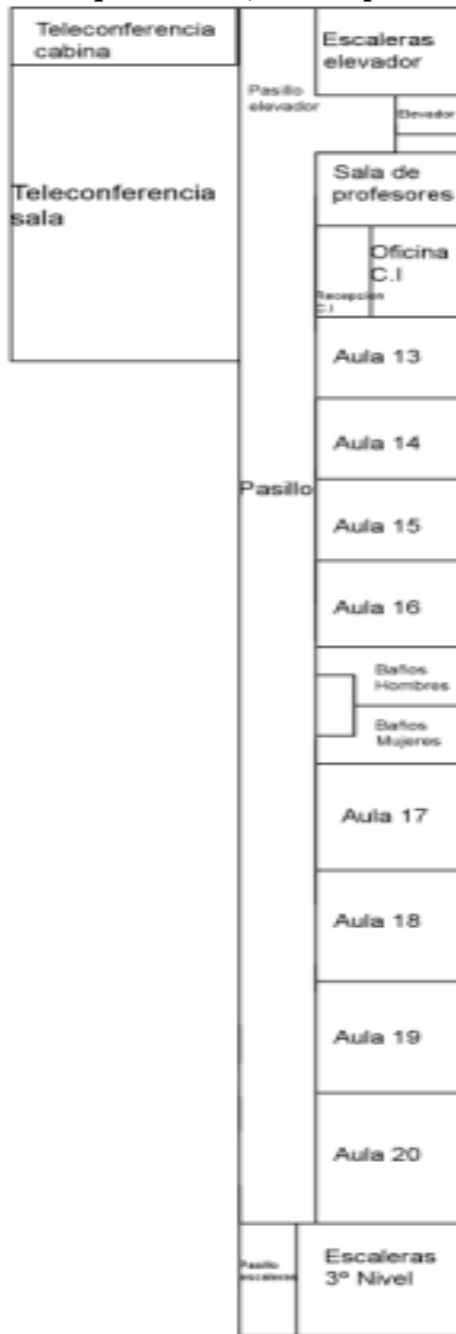 Teleconferencia
cabina
Escaleras
elevador
Pasillo
elevador
Elevador
Teleconferencia
sala
Sala de
profesores
Oficina
C.I
Recepcion
C.I
Aula 13
Aula 14
Pasillo
Aula 15
Aula 16
Baños
Hombres
Baños
Mujeres
Aula 17
Aula 18
Aula 19
Aula 20
Pasillo
escaleras
Escaleras
3º Nivel